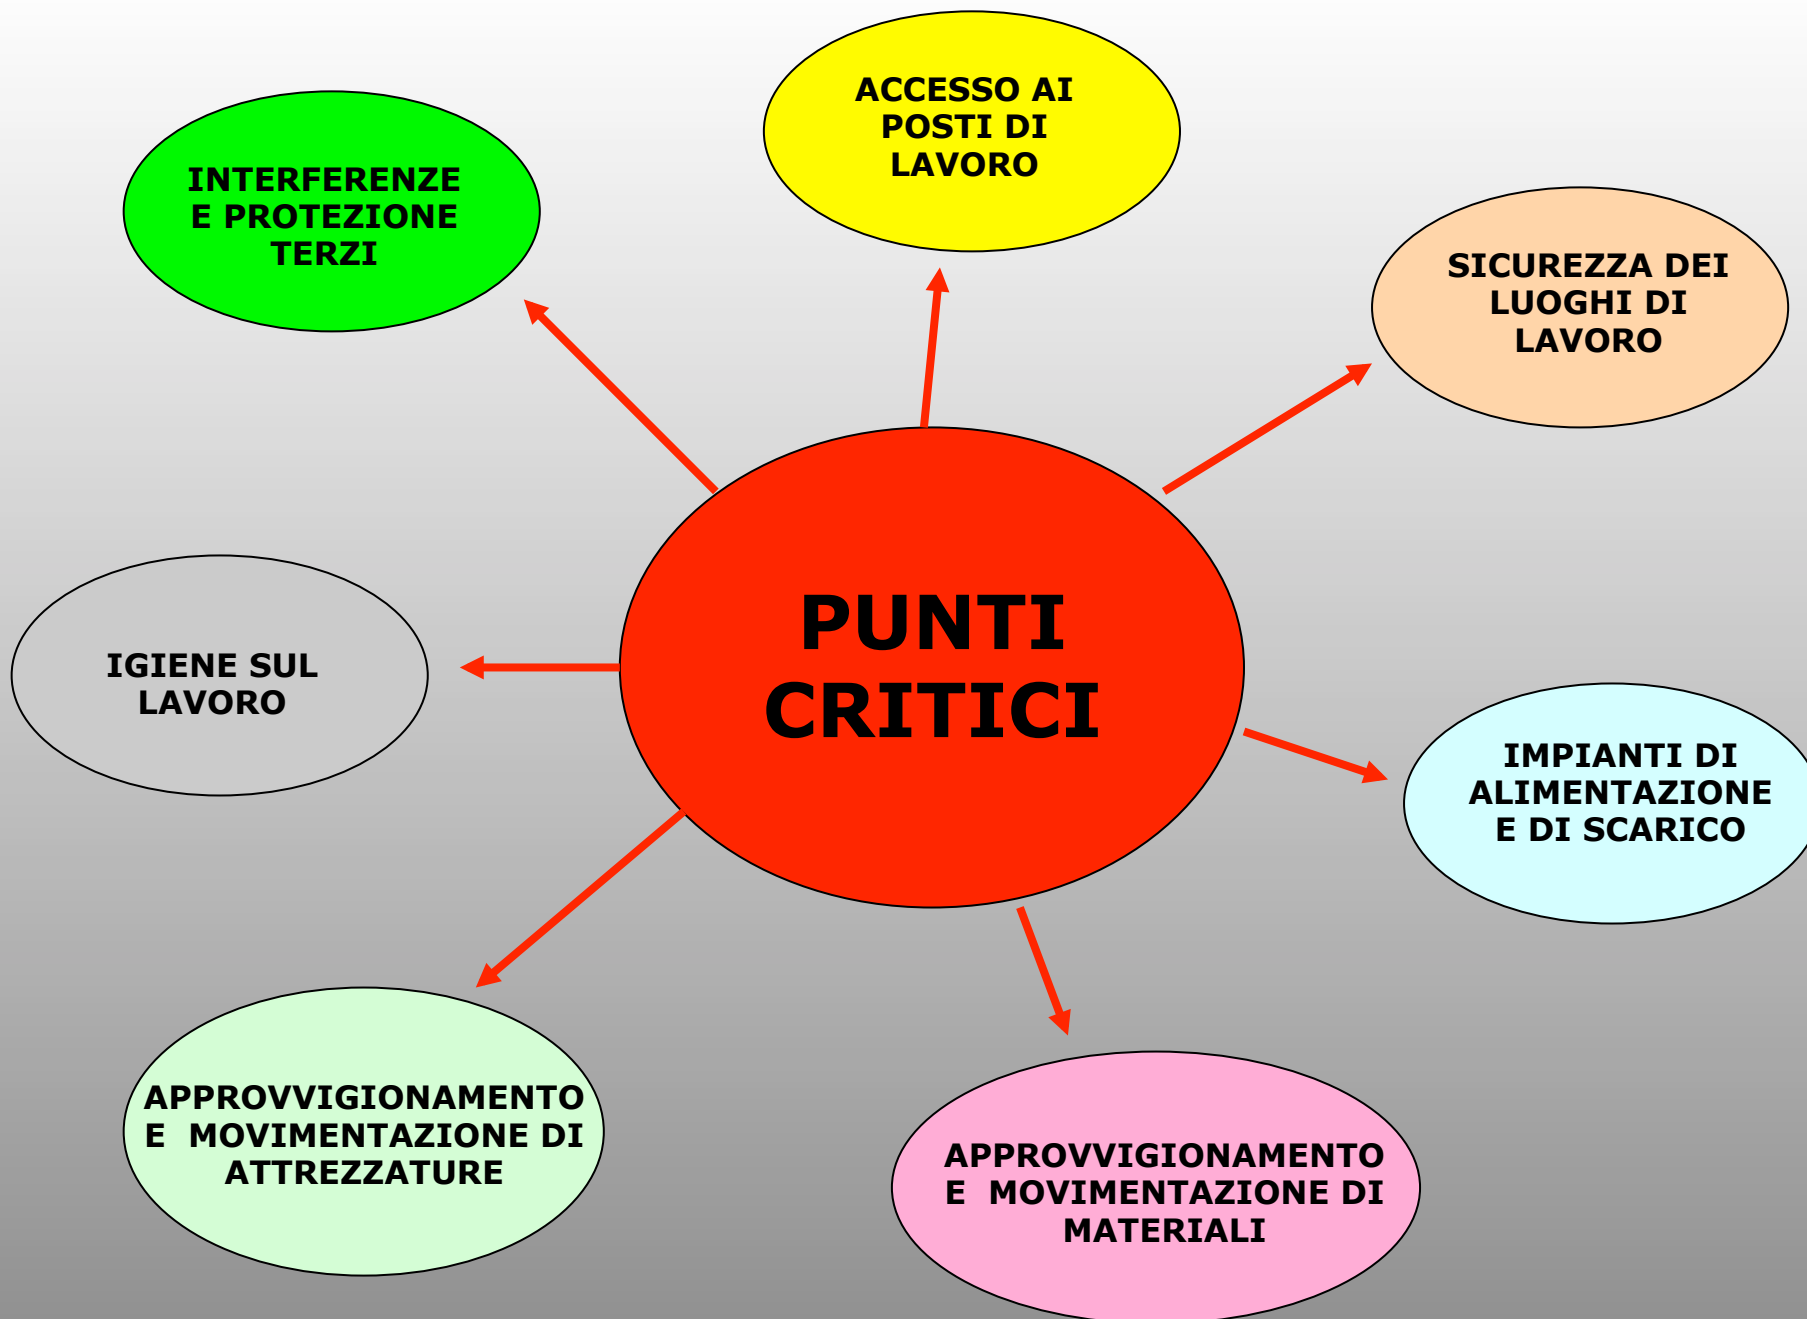 ACCESSO AI
POSTI DI
LAVORO
INTERFERENZE
E PROTEZIONE
TERZI
SICUREZZA DEI
LUOGHI DI
LAVORO
PUNTI
CRITICI
IGIENE SUL
LAVORO
IMPIANTI DI
ALIMENTAZIONE
E DI SCARICO
APPROVVIGIONAMENTO
E MOVIMENTAZIONE DI
ATTREZZATURE
APPROVVIGIONAMENTO
E MOVIMENTAZIONE DI
MATERIALI